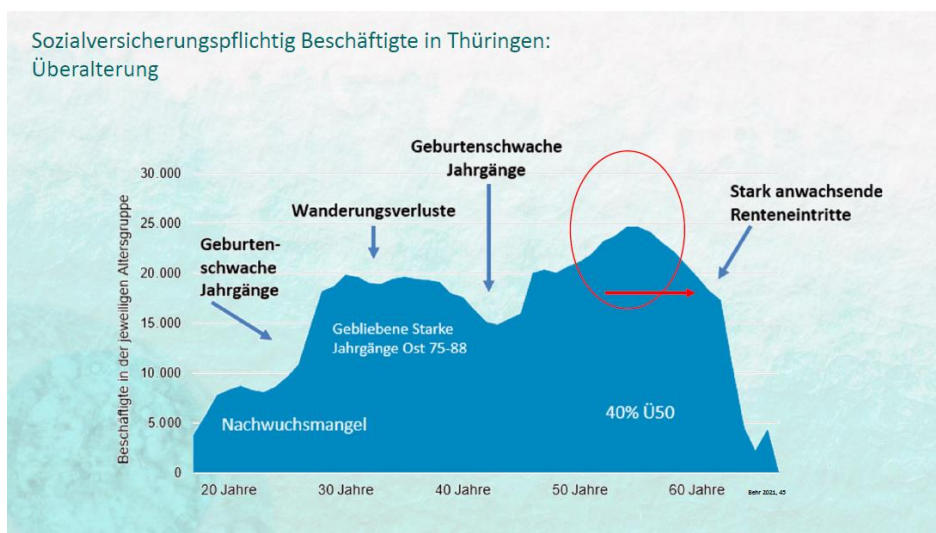 Sozialversicherungspflichtig Beschäftigte in Thüringen:
Überalterung
Geburtenschwache
Jahrgänge
Wanderungsverluste
Geburten-
schwache
Jahrgänge
Stark anwachsende
Renteneintritte
Beschäftigte in der jeweiligen Altersgruppe
30.000
25.000
20.000
15.000
10.000
5.000
0
Gebliebene Starke
Jahrgänge Ost 75-88
Nachwuchsmangel
40% Ü50
20 Jahre
30 Jahre
40 Jahre
50 Jahre
60 Jahre
Behr 2021, 45